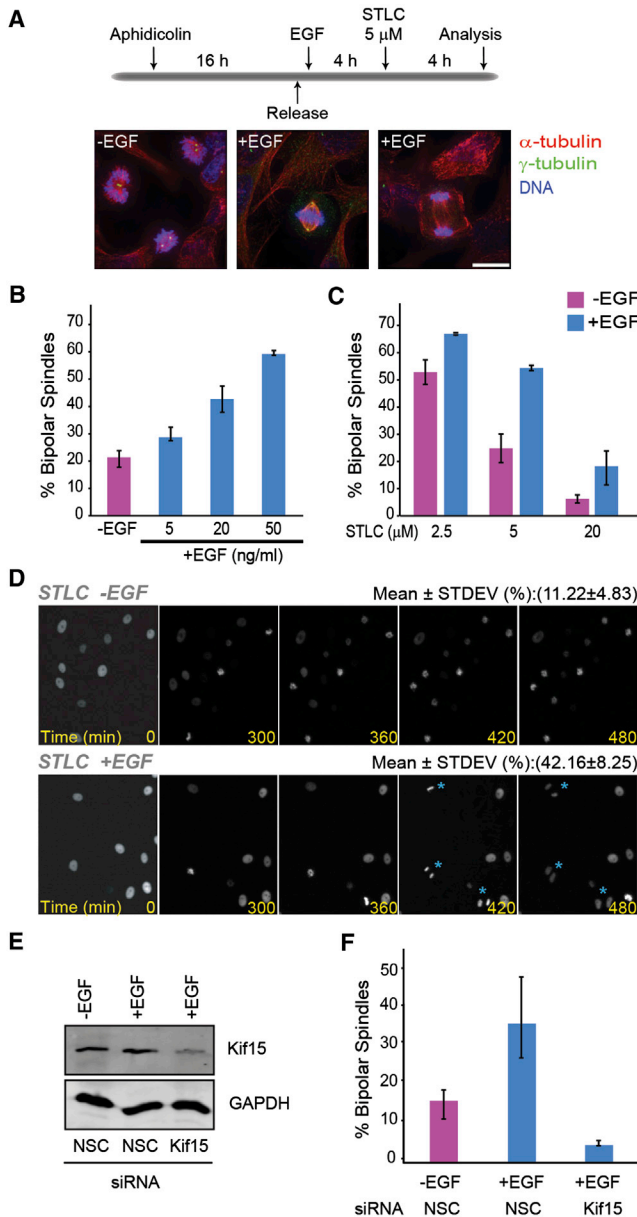 A
Aphidicolin
EGF
STLC
5 μM
Analysis
16 h
4 h
4 h
Release
-EGF
+EGF
+EGF
α-tubulin
γ-tubulin
DNA
B
% Bipolar Spindles
70
60
50
40
30
20
10
0
-EGF
5
20
50
+EGF (ng/ml)
C
-EGF
+EGF
% Bipolar Spindles
70
60
50
40
30
20
10
0
STLC (μM)
2.5
5
20
D
STLC -EGF
Mean ± STDEV (%):(11.22±4.83)
Time (min) 0
300
360
420
480
STLC +EGF
Mean ± STDEV (%):(42.16±8.25)
* * * *
* *
Time (min) 0
300
360
420
480
E
-EGF
+EGF
+EGF
Kif15
GAPDH
NSC NSC Kif15
siRNA
F
% Bipolar Spindles
50
40
30
20
10
0
-EGF +EGF +EGF
siRNA NSC NSC Kif15